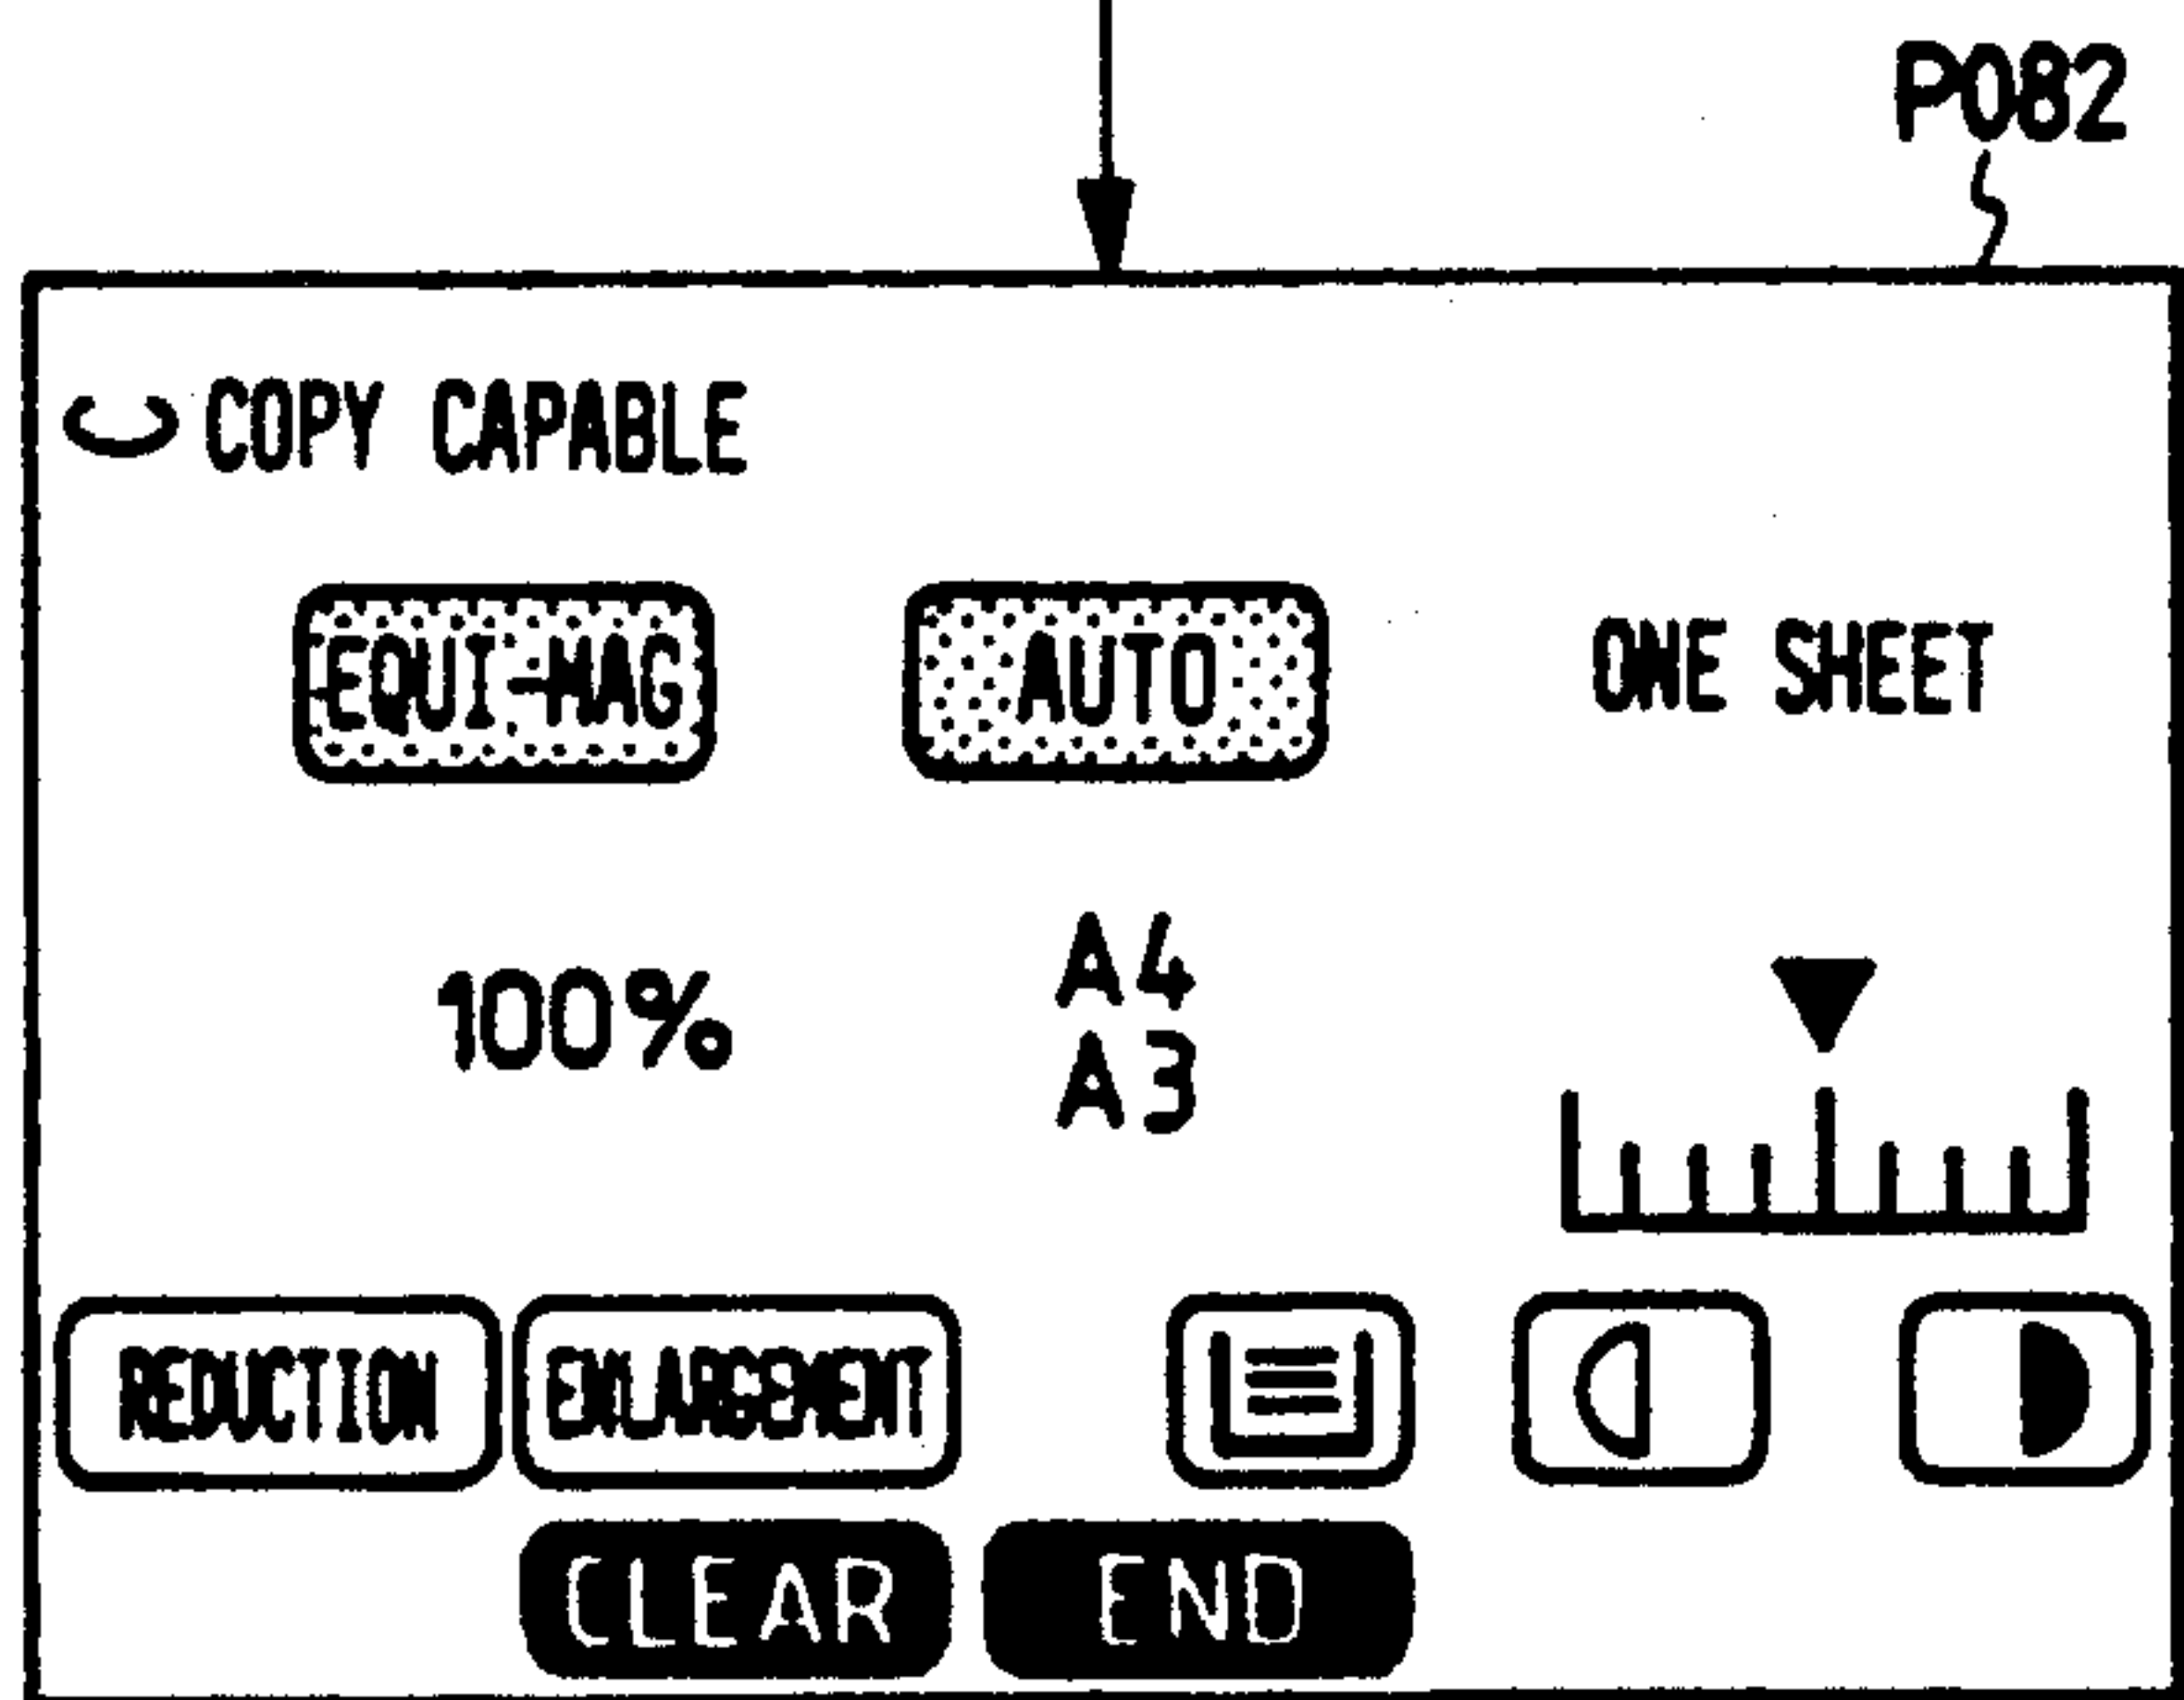 P082
COPY CAPABLE
EQUI-MAG AUTO ONE SHEET
100%
A4
A3
REDUCTION ENLARGEMENT
CLEAR END